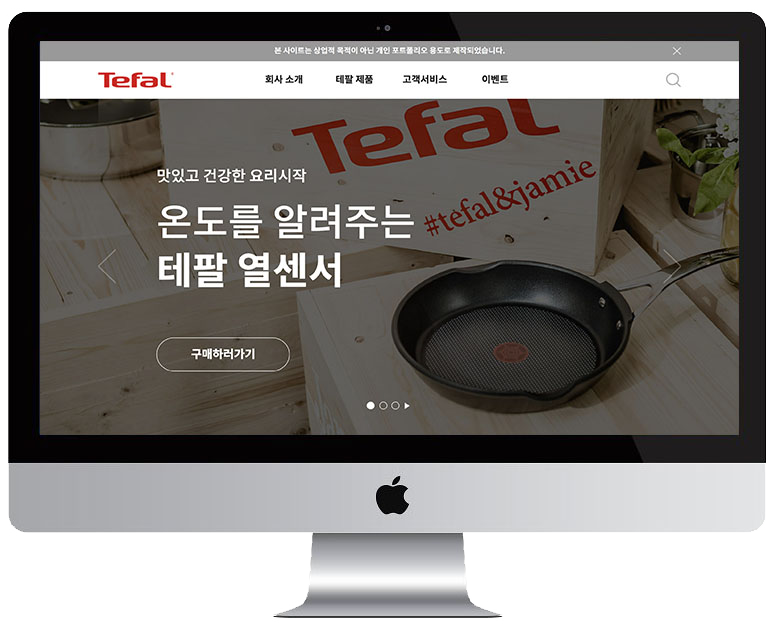 본 사이트는 상업적 목적이 아닌 개인 포트폴리오 용도로 제작되었습니다.
Tefal
회사 소개 테팔 제품 고객서비스 이벤트
Tefal
#tefal&jamie
맛있고 건강한 요리시작
온도를 알려주는
테팔 열센서
구매하러가기